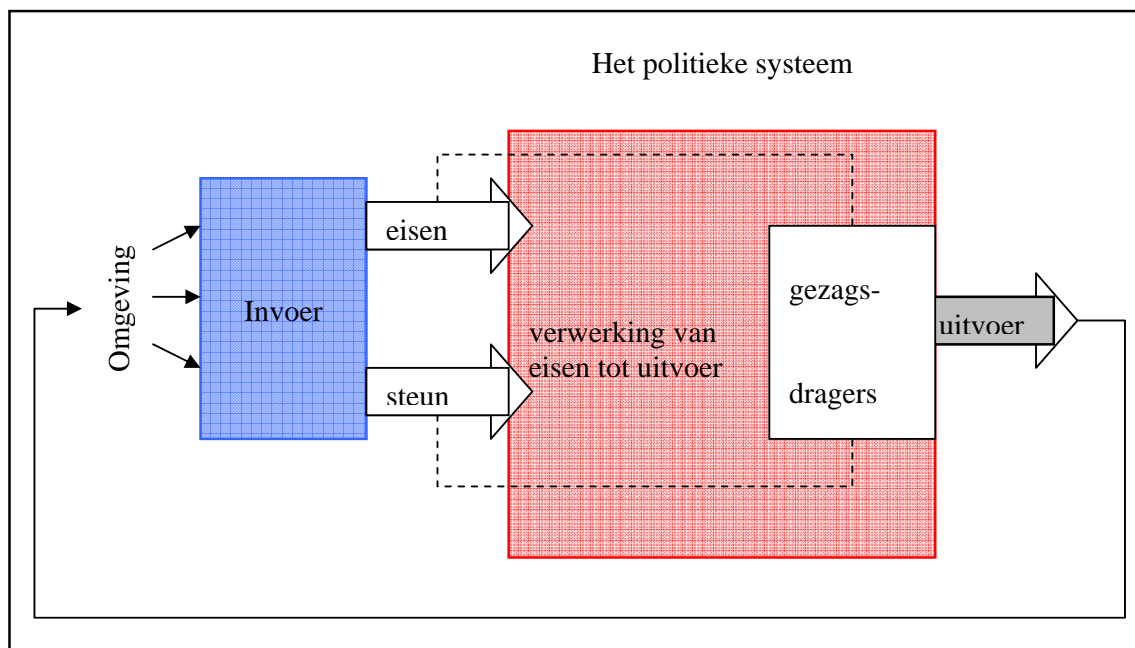 Het politieke systeem
Omgeving
Invoer
eisen
steun
verwerking van
eisen tot uitvoer
gezags-
dragers
uitvoer